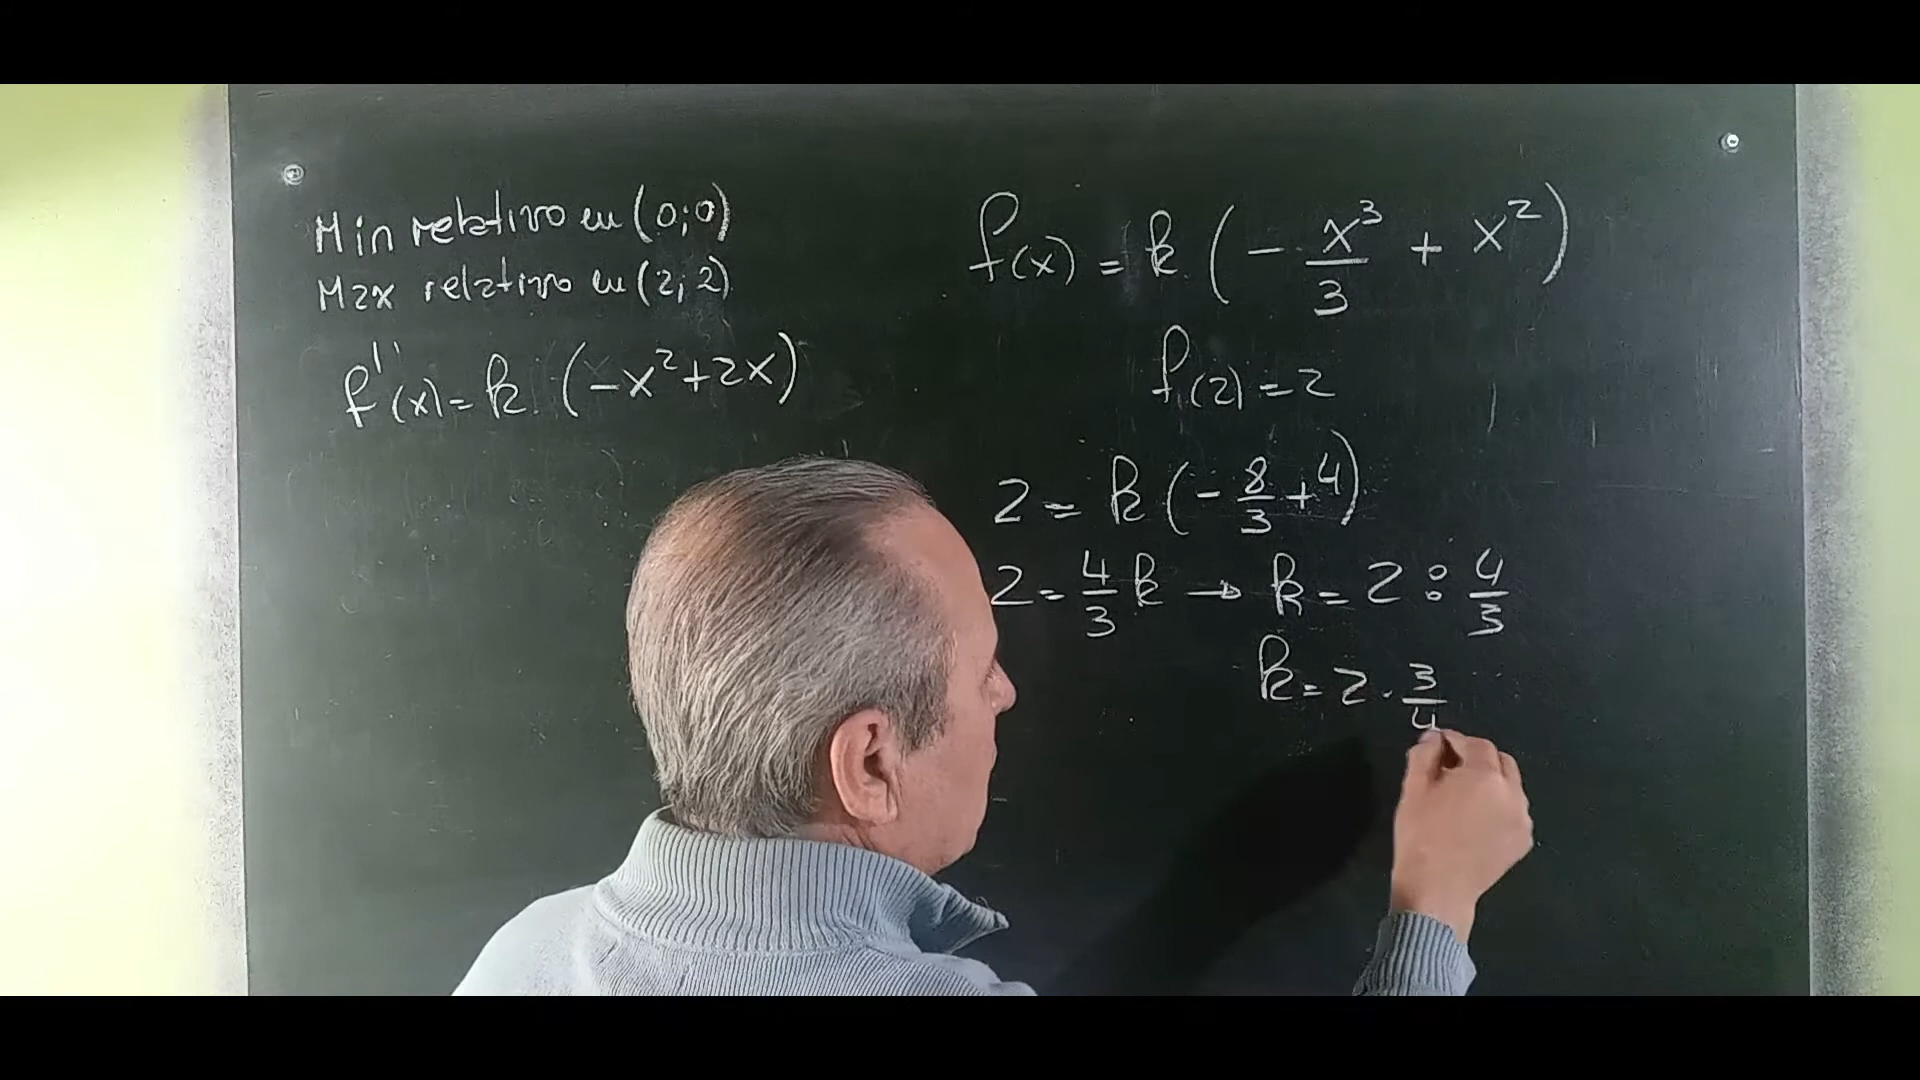 Min relativo en (0;0)
Max relativo en (2;2)
f'(x) = k. (-x²+2x)
f(x) = k. (-x³/3 + x²)
f(2) = 2
2 = k (-8/3 + 4)
2 = 4/3 k → k = 2 : 4/3
k = 2 . 3/4